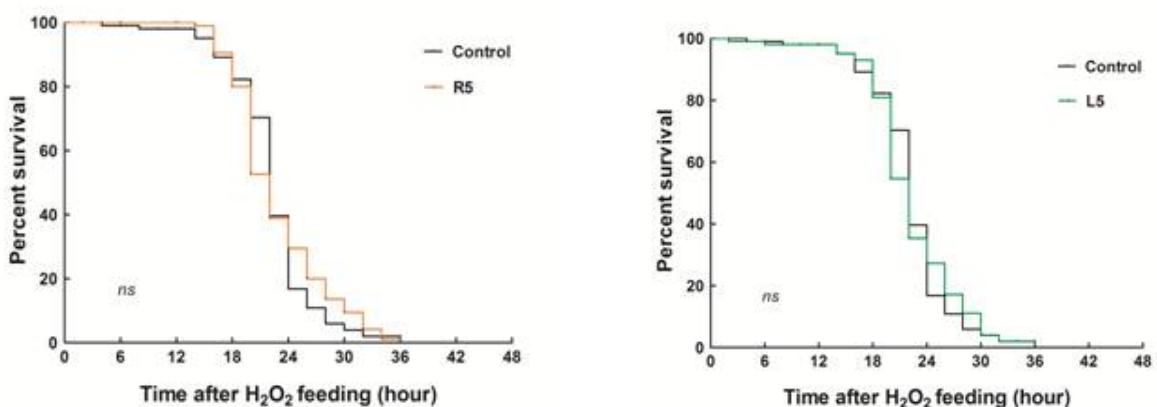 Percent survival
100
80
60
40
20
0
Control
R5
ns
0 6 12 18 24 30 36 42 48
Time after H₂O₂ feeding (hour)
Percent survival
100
80
60
40
20
0
Control
L5
ns
0 6 12 18 24 30 36 42 48
Time after H₂O₂ feeding (hour)